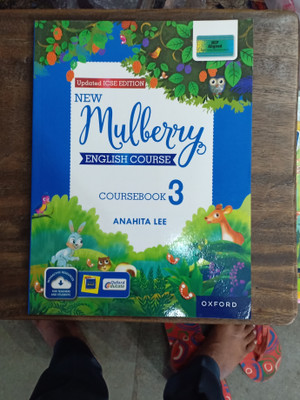 Updated ICSE EDITION
NEW
Mulberry
ENGLISH COURSE
COURSEBOOK 3
ANAHITA LEE
OXFORD